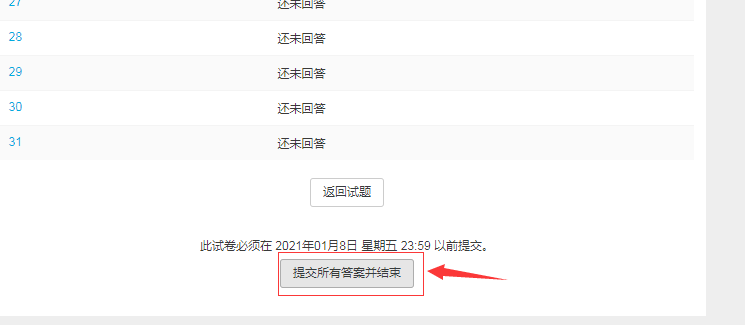 27 还未回答
28 还未回答
29 还未回答
30 还未回答
31 还未回答
返回试题
此试卷必须在 2021年01月8日 星期五 23:59 以前提交。
提交所有答案并结束